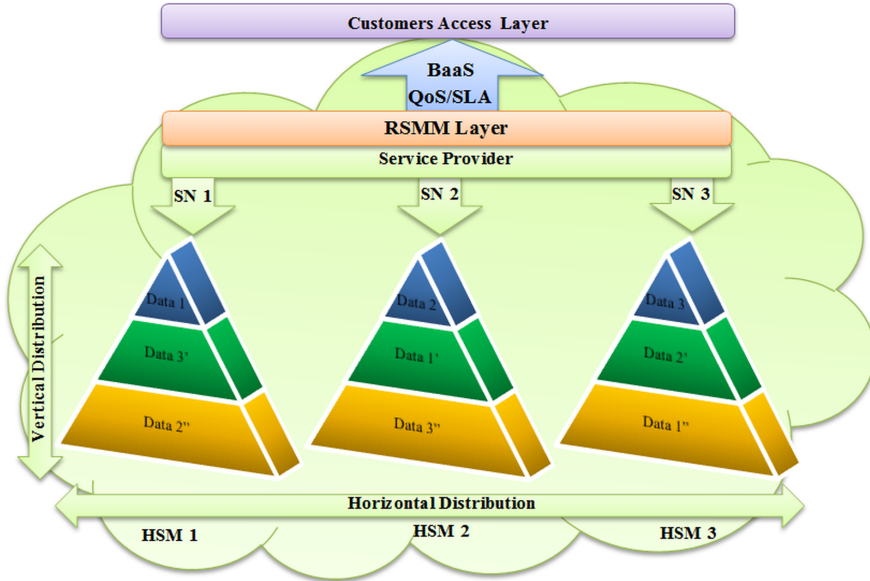 Customers Access Layer
BaaS
QoS/SLA
RSMM Layer
Service Provider
SN 1
SN 2
SN 3
Vertical Distribution
Data 1
Data 3'
Data 2”
Data 2
Data 1'
Data 3”
Data 3
Data 2'
Data 1”
Horizontal Distribution
HSM 1
HSM 2
HSM 3